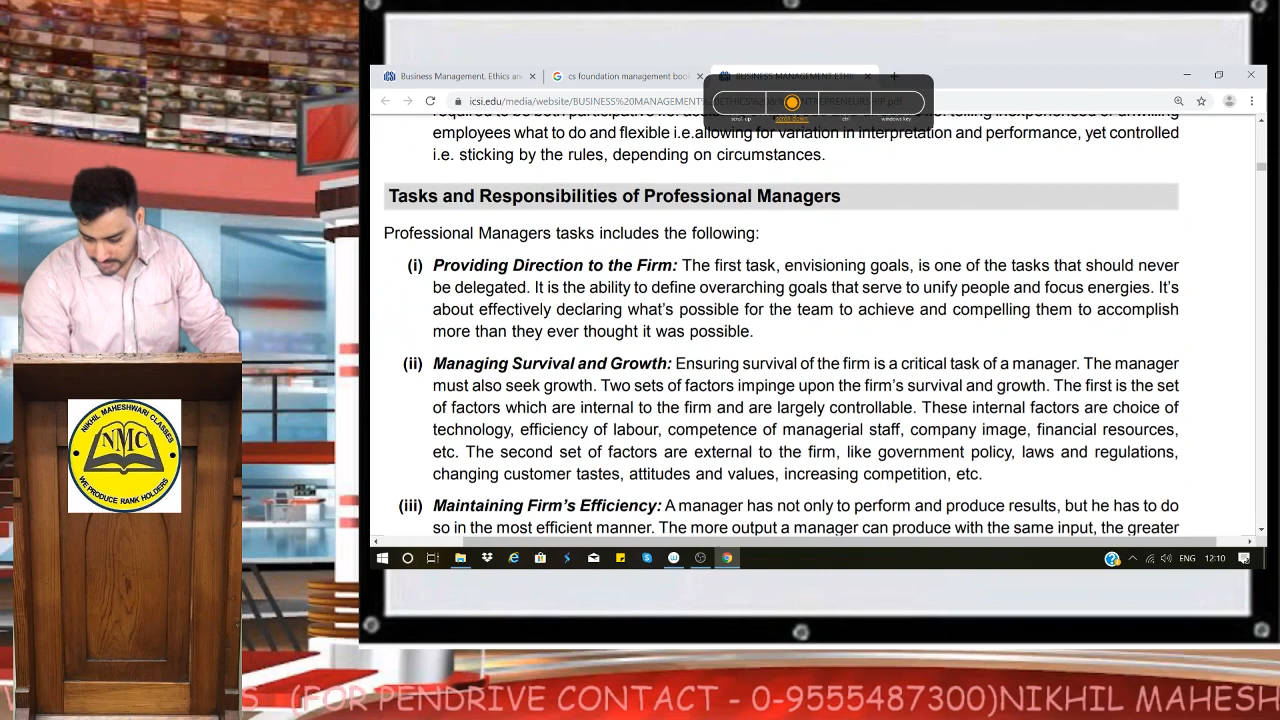 Business Management, Ethics an
cs foundation management boo
BUSINESS MANAGEMENT ETHIC
icsi.edu/media/website/BUSINESS%20MANAGEMENT%
scroll up
scroll down
ctrl
windows key
employees what to do and flexible i.e.allowing for variation in interpretation and performance, yet controlled
i.e. sticking by the rules, depending on circumstances.
Tasks and Responsibilities of Professional Managers
Professional Managers tasks includes the following:
(i) Providing Direction to the Firm: The first task, envisioning goals, is one of the tasks that should never
be delegated. It is the ability to define overarching goals that serve to unify people and focus energies. It’s
about effectively declaring what’s possible for the team to achieve and compelling them to accomplish
more than they ever thought it was possible.
(ii) Managing Survival and Growth: Ensuring survival of the firm is a critical task of a manager. The manager
must also seek growth. Two sets of factors impinge upon the firm’s survival and growth. The first is the set
of factors which are internal to the firm and are largely controllable. These internal factors are choice of
technology, efficiency of labour, competence of managerial staff, company image, financial resources,
etc. The second set of factors are external to the firm, like government policy, laws and regulations,
changing customer tastes, attitudes and values, increasing competition, etc.
(iii) Maintaining Firm’s Efficiency: A manager has not only to perform and produce results, but he has to do
so in the most efficient manner. The more output a manager can produce with the same input, the greater
ENG 12:10
NIKHIL MAHESHWARI CLASSES
NMC
WE PRODUCE RANK HOLDERS
S (FOR PENDRIVE CONTACT - 0-9555487300)NIKHIL MAHESH